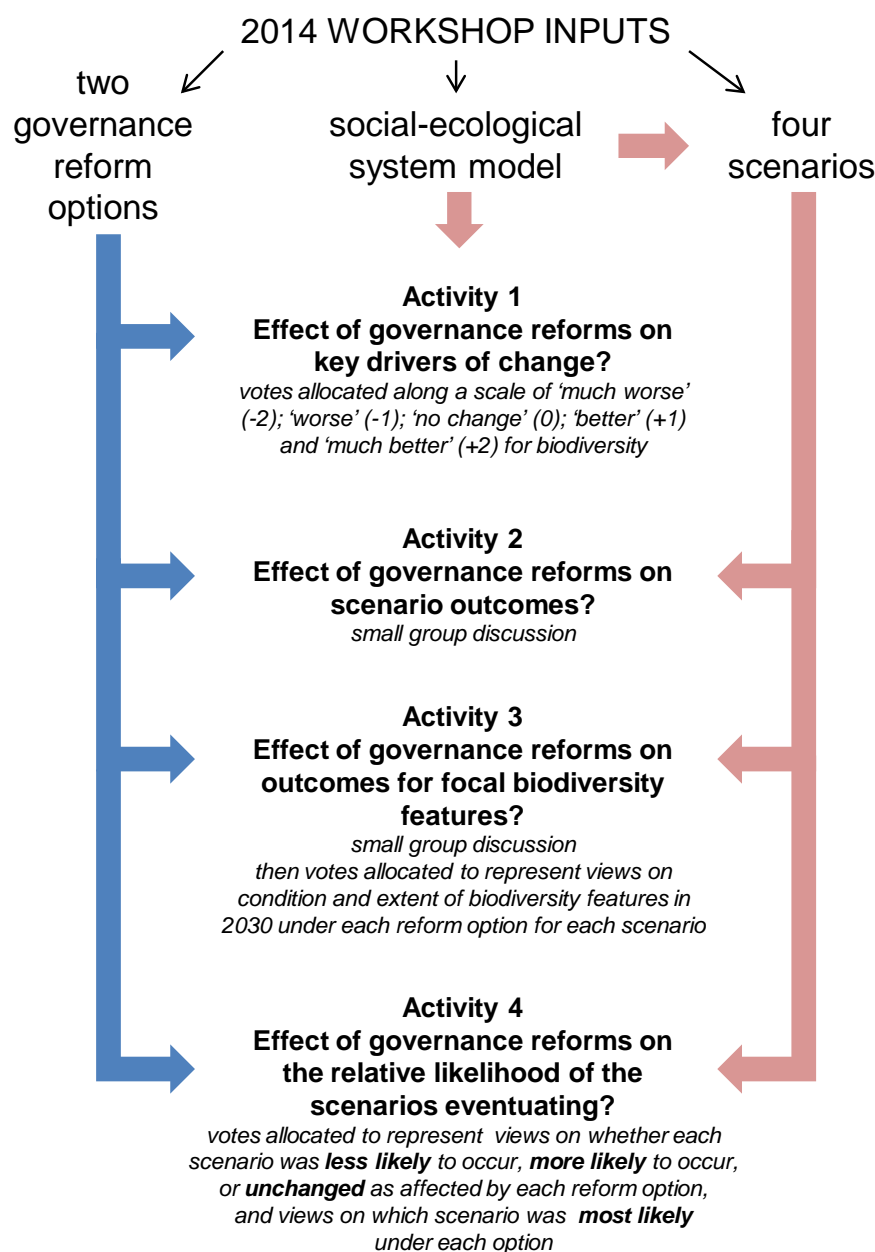 2014 WORKSHOP INPUTS
two
governance
reform
options
social-ecological
system model
four
scenarios
Activity 1
Effect of governance reforms on
key drivers of change?
votes allocated along a scale of ‘much worse’
(-2); ‘worse’ (-1); ‘no change’ (0); ‘better’ (+1)
and ‘much better’ (+2) for biodiversity
Activity 2
Effect of governance reforms on
scenario outcomes?
small group discussion
Activity 3
Effect of governance reforms on
outcomes for focal biodiversity
features?
small group discussion
then votes allocated to represent views on
condition and extent of biodiversity features in
2030 under each reform option for each scenario
Activity 4
Effect of governance reforms on
the relative likelihood of the
scenarios eventuating?
votes allocated to represent views on whether each
scenario was less likely to occur, more likely to occur,
or unchanged as affected by each reform option,
and views on which scenario was most likely
under each option